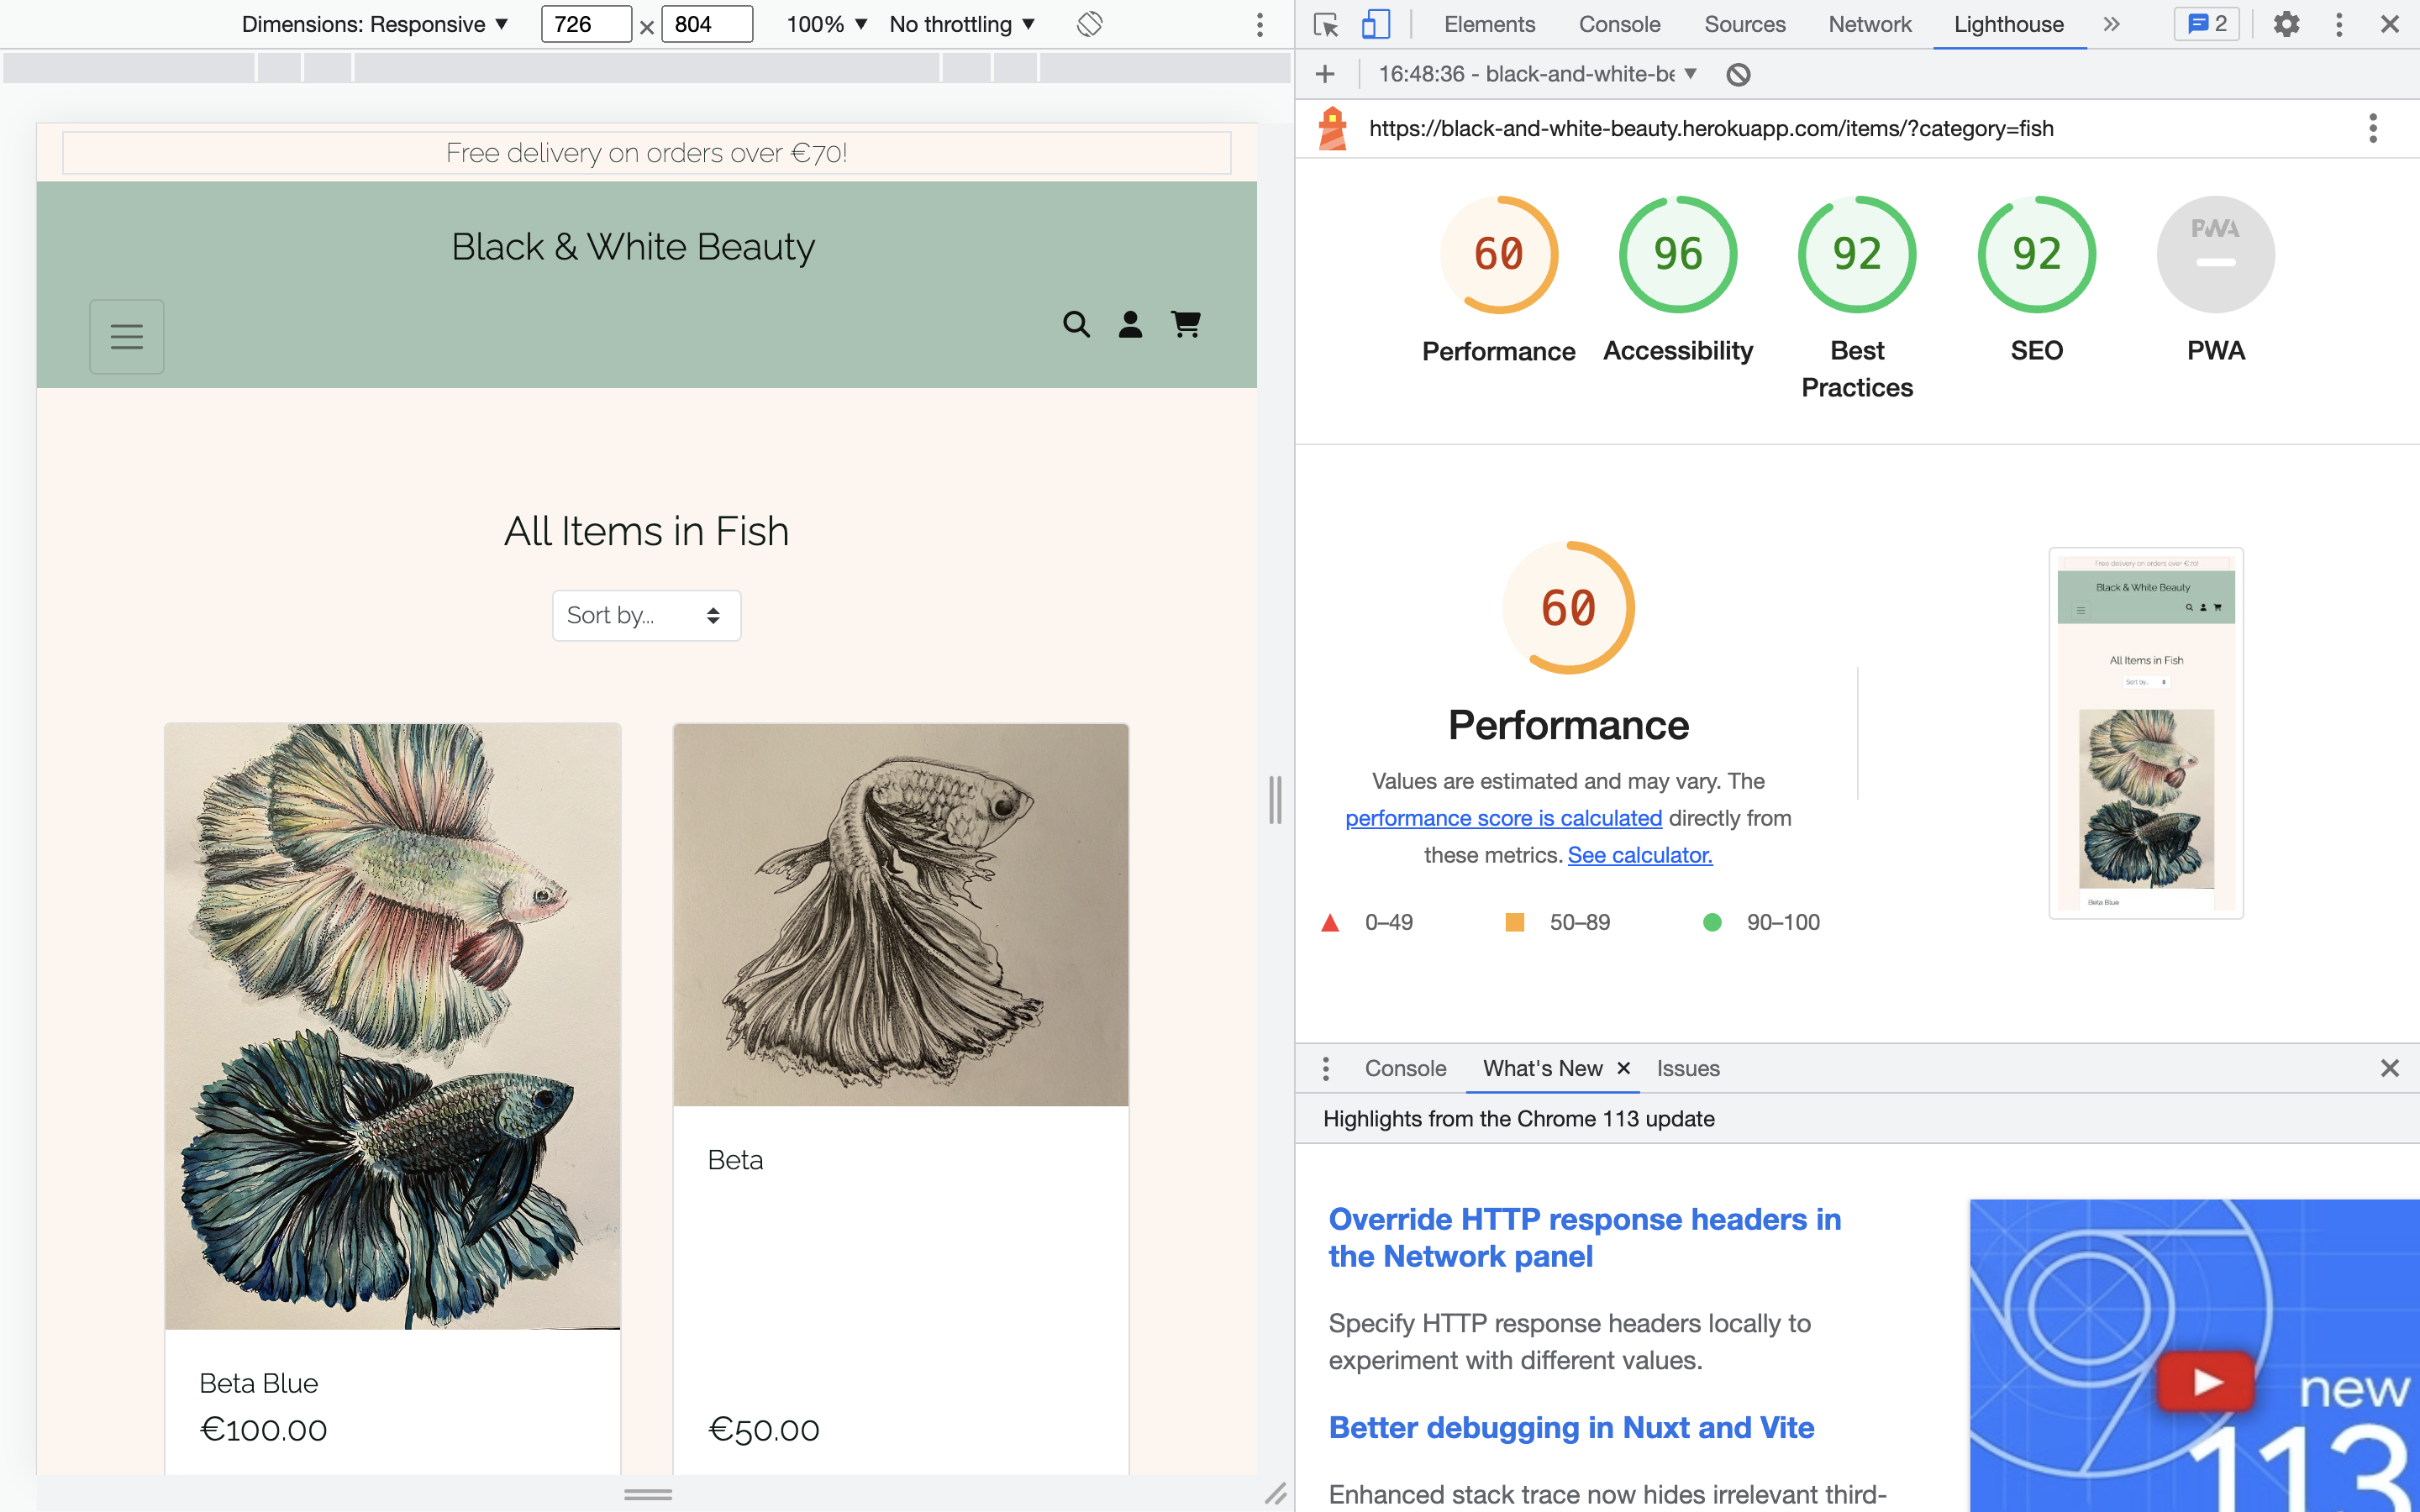 Dimensions: Responsive ▼ 726 × 804 100% ▼ No throttling ▼
Free delivery on orders over €70!
Black & White Beauty
All Items in Fish
Sort by...
Beta Blue
€100.00
Beta
€50.00
Elements Console Sources Network Lighthouse » 2
+ 16:48:36 - black-and-white-be ▼
https://black-and-white-beauty.herokuapp.com/items/?category=fish
60 96 92 92 PWA
Performance Accessibility Best Practices SEO PWA
60
Performance
Values are estimated and may vary. The
performance score is calculated directly from
these metrics. See calculator.
0–49 50–89 90–100
Free delivery on orders over €70!
Black & White Beauty
All Items in Fish
Sort by...
Beta Blue
Console What's New × Issues
Highlights from the Chrome 113 update
Override HTTP response headers in
the Network panel
Specify HTTP response headers locally to
experiment with different values.
Better debugging in Nuxt and Vite
Enhanced stack trace now hides irrelevant third-
new
113